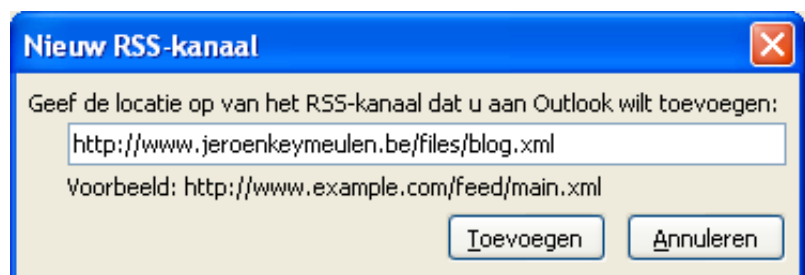 Nieuw RSS-kanaal
Geef de locatie op van het RSS-kanaal dat u aan Outlook wilt toevoegen:
http://www.jeroenkeymeulen.be/files/blog.xml
Voorbeeld: http://www.example.com/feed/main.xml
Toevoegen Annuleren